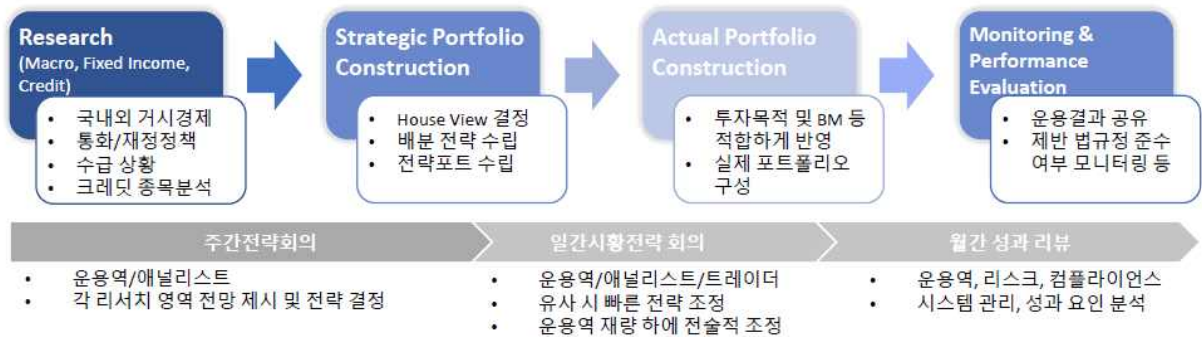 Research
(Macro, Fixed Income,
Credit)
• 국내외 거시경제
• 통화/재정정책
• 수급 상황
• 크레딧 종목분석
Strategic Portfolio
Construction
• House View 결정
• 배분 전략 수립
• 전략포트 수립
Actual Portfolio
Construction
• 투자목적 및 BM 등
적합하게 반영
• 실제 포트폴리오
구성
Monitoring &
Performance
Evaluation
• 운용결과 공유
• 제반 법규정 준수
여부 모니터링 등
주간전략회의
• 운용역/애널리스트
• 각 리서치 영역 전망 제시 및 전략 결정
일간시황전략 회의
• 운용역/애널리스트/트레이더
• 유사 시 빠른 전략 조정
• 운용역 재량 하에 전술적 조정
월간 성과 리뷰
• 운용역, 리스크, 컴플라이언스
• 시스템 관리, 성과 요인 분석